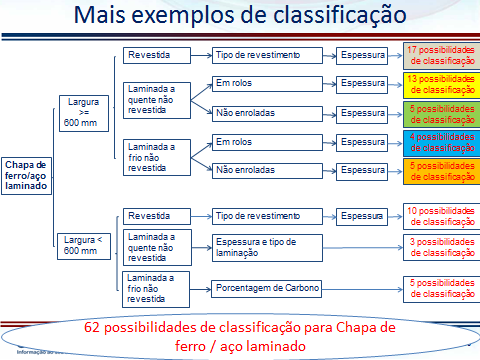 Mais exemplos de classificação
Revestida
Tipo de revestimento
Espessura
17 possibilidades
de classificação
Largura
>=
600 mm
Laminada a
quente não
revestida
Em rolos
Espessura
13 possibilidades
de classificação
Não enroladas
Espessura
5 possibilidades
de classificação
Laminada a
frio não
revestida
Em rolos
Espessura
4 possibilidades
de classificação
Não enroladas
Espessura
5 possibilidades
de classificação
Chapa de
ferro/aço
laminado
Largura <
600 mm
Revestida
Tipo de revestimento
Espessura
10 possibilidades
de classificação
Laminada a
quente não
revestida
Espessura e tipo de
laminação
3 possibilidades
de classificação
Laminada a
frio não
revestida
Porcentagem de Carbono
5 possibilidades
de classificação
62 possibilidades de classificação para Chapa de
ferro / aço laminado
Informação ao